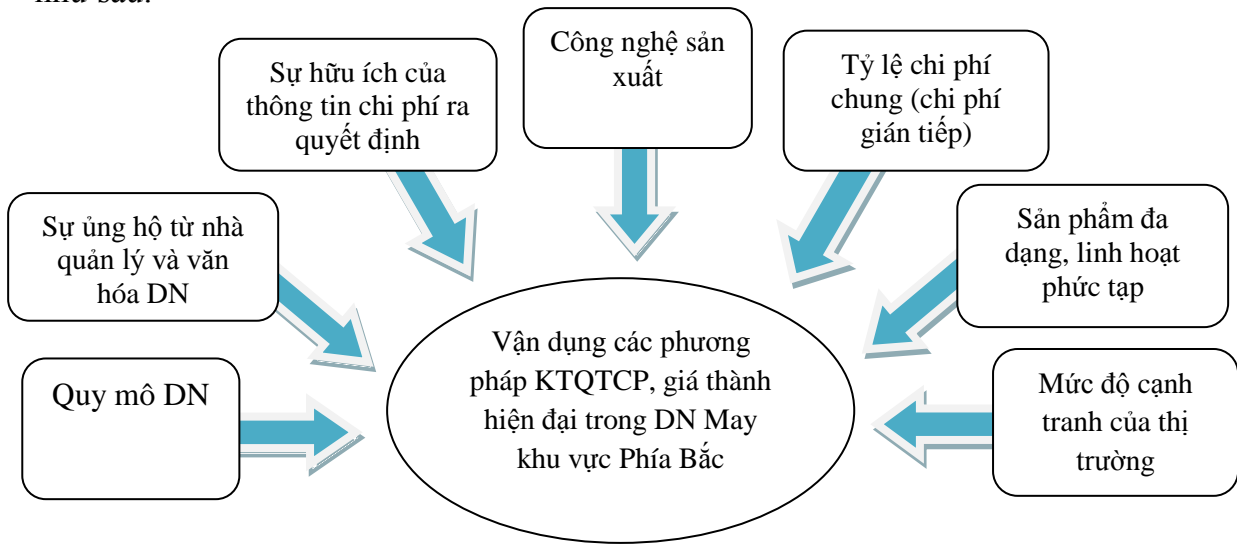 như sau:
Công nghệ sản
xuất
Sự hữu ích của
thông tin chi phí ra
quyết định
Tỷ lệ chi phí
chung (chi phí
gián tiếp)
Sự ủng hộ từ nhà
quản lý và văn
hóa DN
Sản phẩm đa
dạng, linh hoạt
phức tạp
Quy mô DN
Vận dụng các phương
pháp KTQTCP, giá thành
hiện đại trong DN May
khu vực Phía Bắc
Mức độ cạnh
tranh của thị
trường